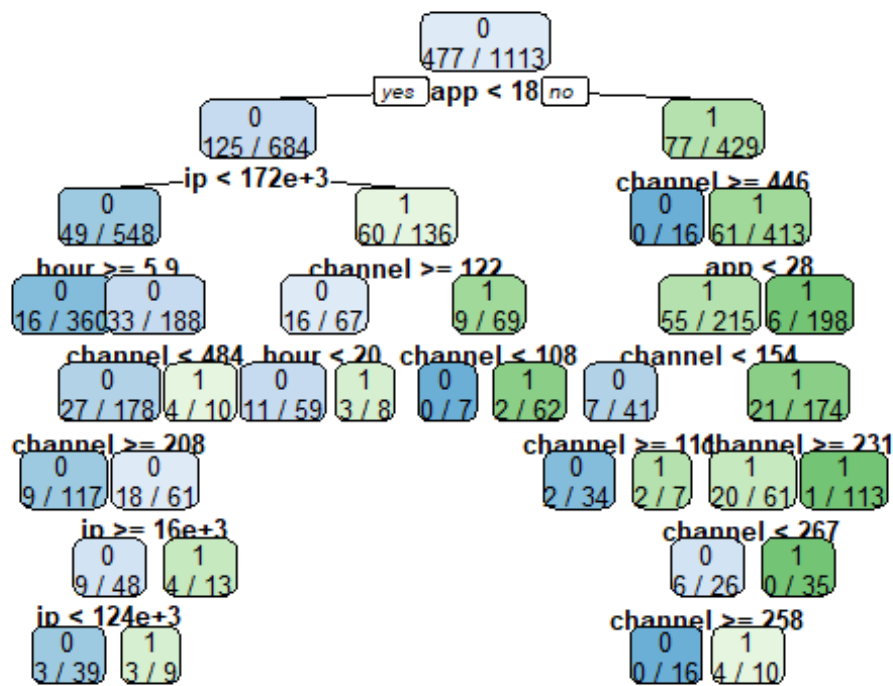 0
477 / 1113
yes app < 18 no
0 1
125 / 684 77 / 429
ip < 172e+3 channel >= 446
0 1 0 1
49 / 548 60 / 136 0 / 16 61 / 413
hour >= 5.9 channel >= 122 app < 28
0 0 0 1 1 1
16 / 360 33 / 188 16 / 67 9 / 69 55 / 215 6 / 198
channel < 484 hour < 20 channel < 108 channel < 154
0 1 0 1 0 1 0 1
27 / 178 4 / 10 11 / 59 3 / 8 0 / 7 2 / 62 7 / 41 21 / 174
channel >= 208 channel >= 111 channel >= 231
0 0 0 1 1 1
9 / 117 18 / 61 2 / 34 2 / 7 20 / 61 1 / 113
ip >= 16e+3 channel < 267
0 1 0 1
9 / 48 4 / 13 6 / 26 0 / 35
ip < 124e+3 channel >= 258
0 1 0 1
3 / 39 3 / 9 0 / 16 4 / 10